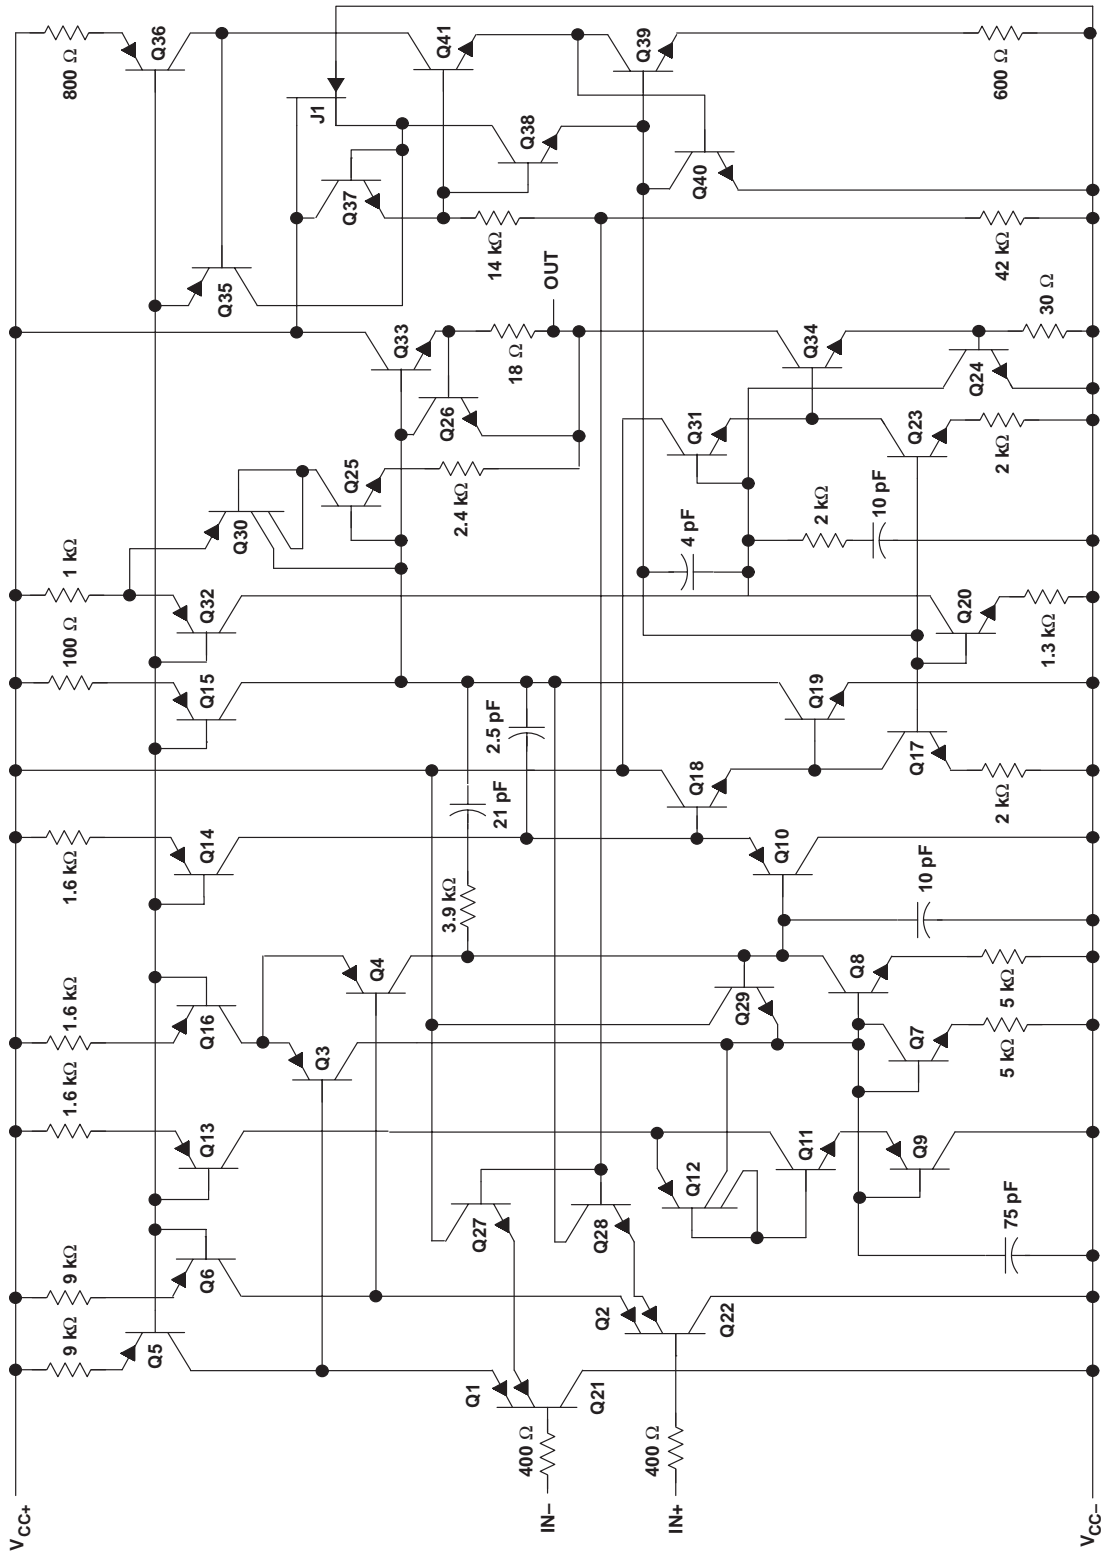 VCC+
9 kΩ
9 kΩ
1.6 kΩ
1.6 kΩ
1.6 kΩ
100 Ω
1 kΩ
800 Ω
Q5
Q36
Q6
Q13
Q16
Q14
Q15
Q32
Q30
Q35
J1
Q3
Q37
Q4
Q25
Q33
3.9 kΩ
Q26
2.4 kΩ
Q41
Q1
Q27
21 pF
2.5 pF
14 kΩ
400 Ω
18 Ω
Q38
IN−
OUT
Q21
Q2
Q28
400 Ω
Q39
IN+
Q12
Q18
4 pF
Q31
Q40
Q22
Q29
Q10
Q11
Q19
2 kΩ
Q34
Q8
10 pF
Q9
Q7
10 pF
Q17
Q23
Q20
Q24
75 pF
5 kΩ
5 kΩ
2 kΩ
2 kΩ
42 kΩ
600 Ω
1.3 kΩ
30 Ω
VCC−